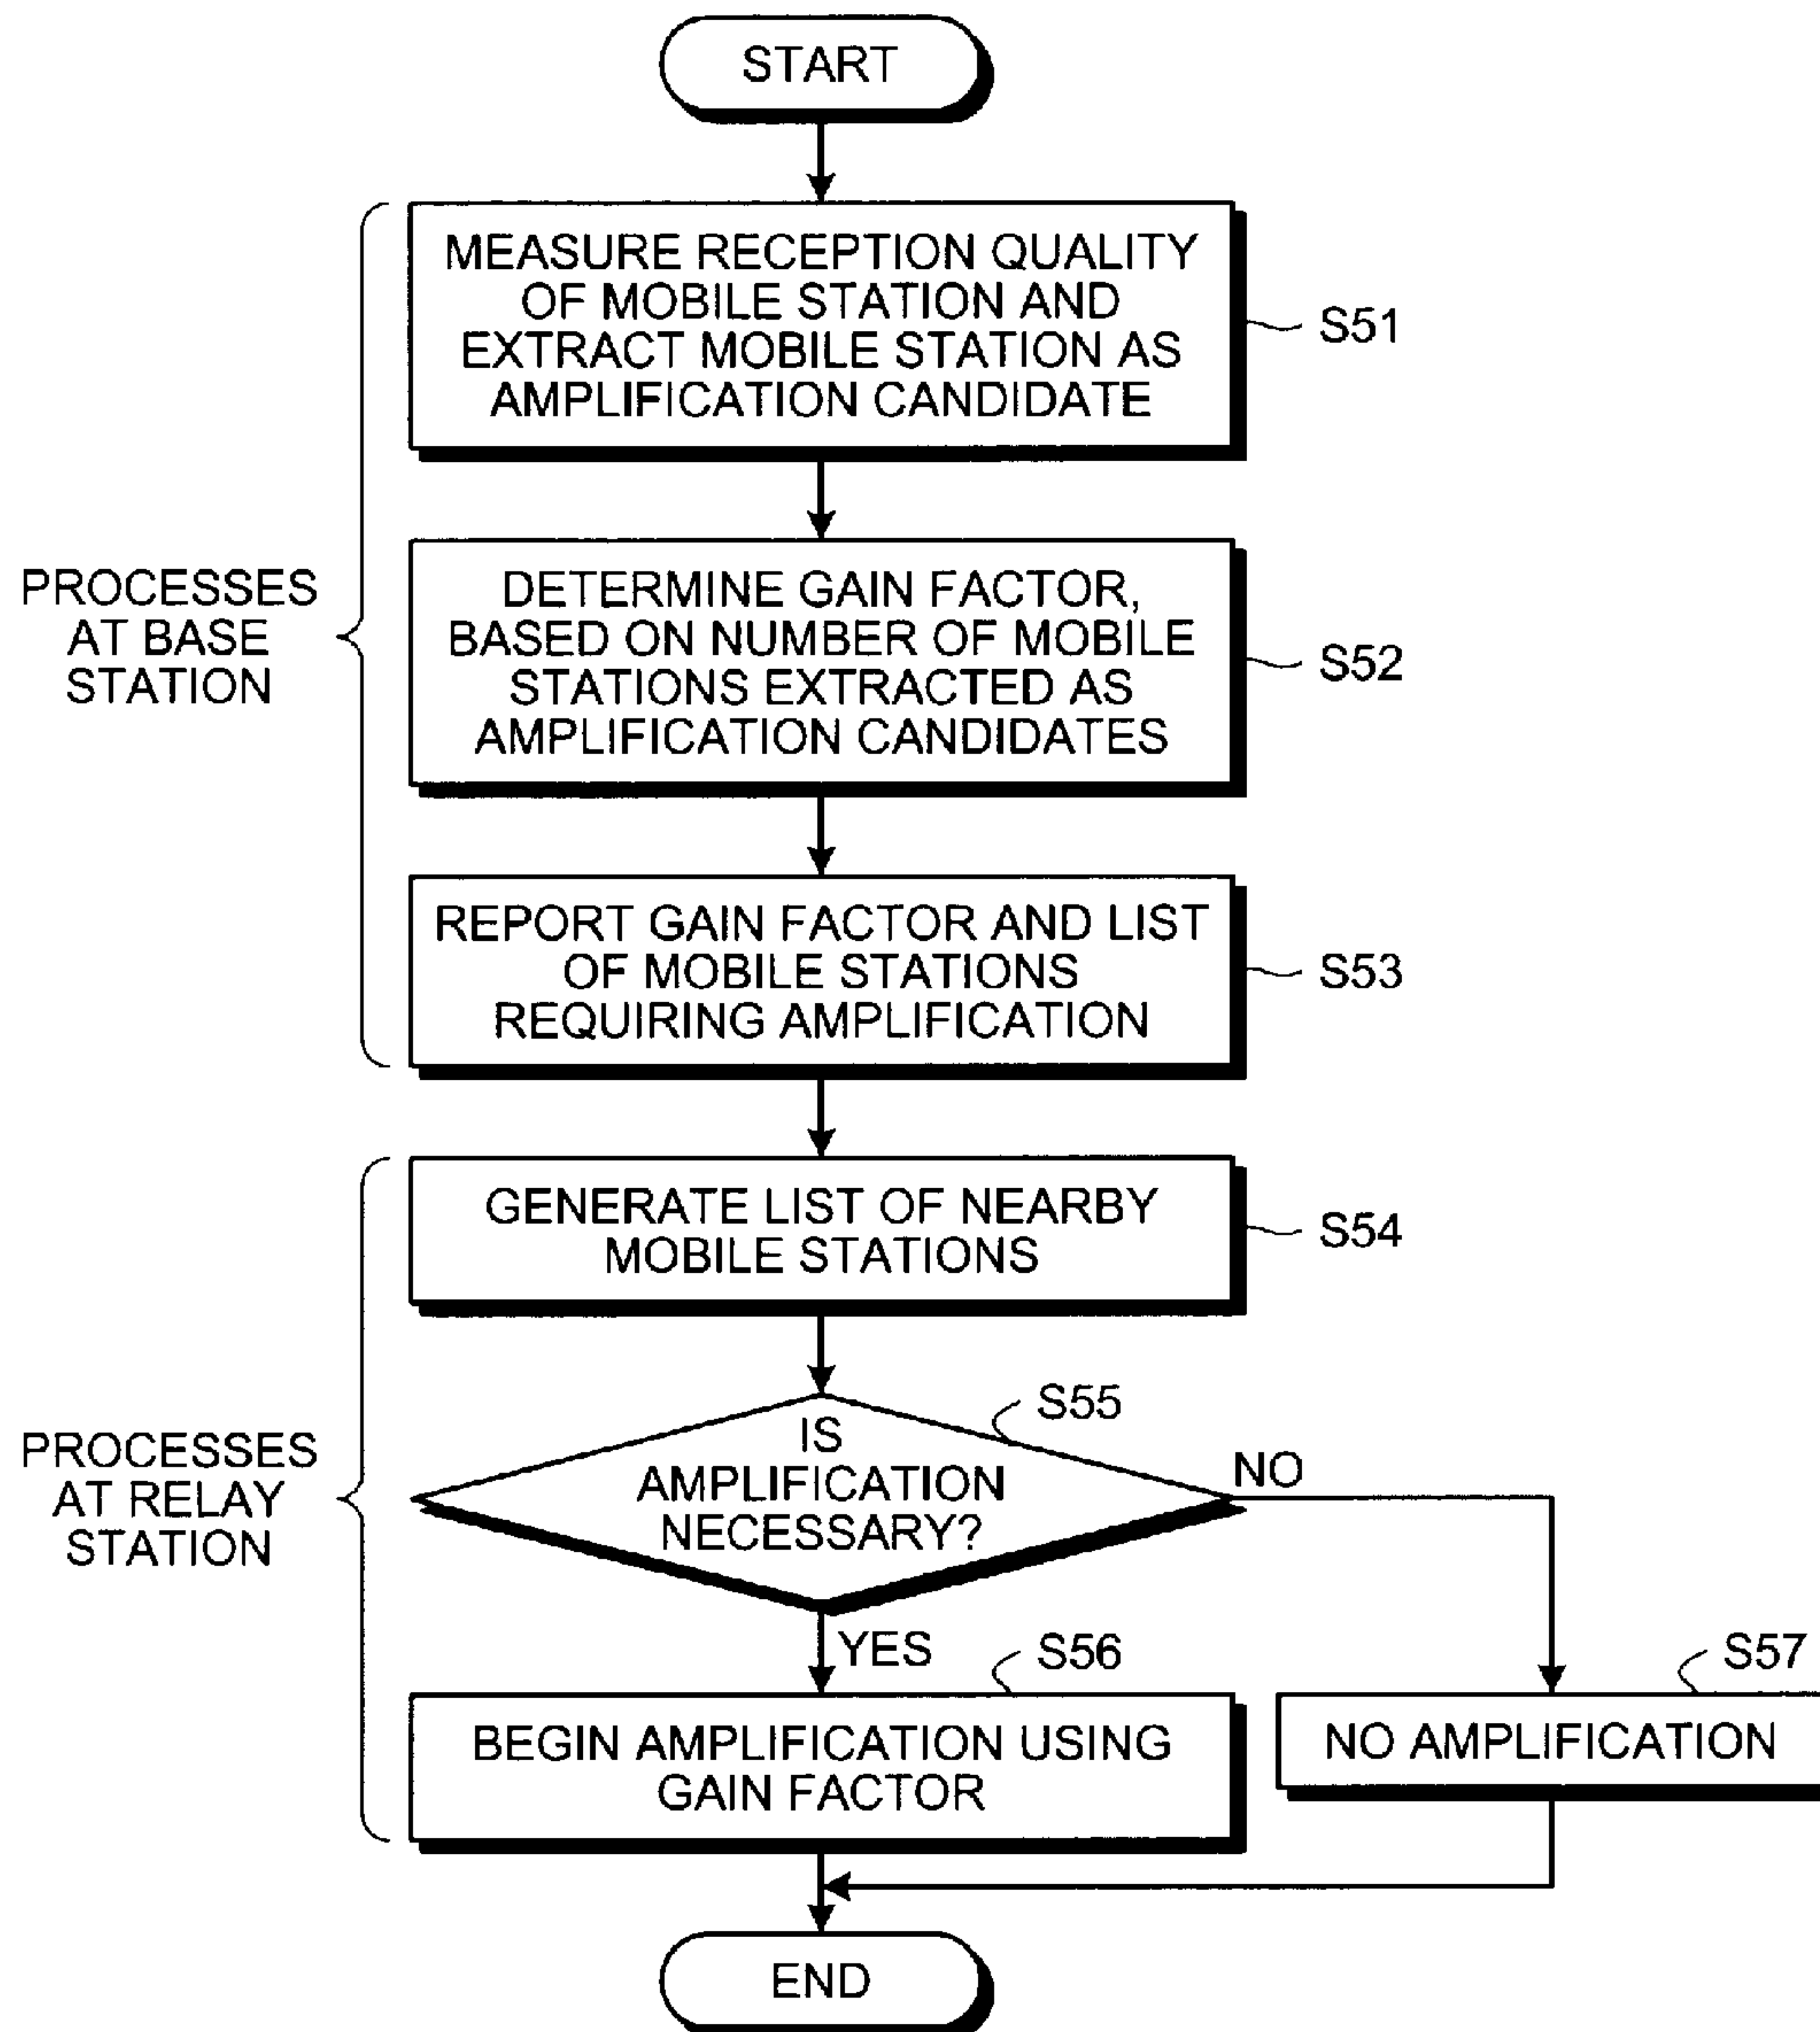 START
MEASURE RECEPTION QUALITY
OF MOBILE STATION AND
EXTRACT MOBILE STATION AS
AMPLIFICATION CANDIDATE
S51
PROCESSES
AT BASE
STATION
DETERMINE GAIN FACTOR,
BASED ON NUMBER OF MOBILE
STATIONS EXTRACTED AS
AMPLIFICATION CANDIDATES
S52
REPORT GAIN FACTOR AND LIST
OF MOBILE STATIONS
REQUIRING AMPLIFICATION
S53
GENERATE LIST OF NEARBY
MOBILE STATIONS
S54
PROCESSES
AT RELAY
STATION
IS
AMPLIFICATION
NECESSARY?
S55
NO
YES
S56
S57
BEGIN AMPLIFICATION USING
GAIN FACTOR
NO AMPLIFICATION
END